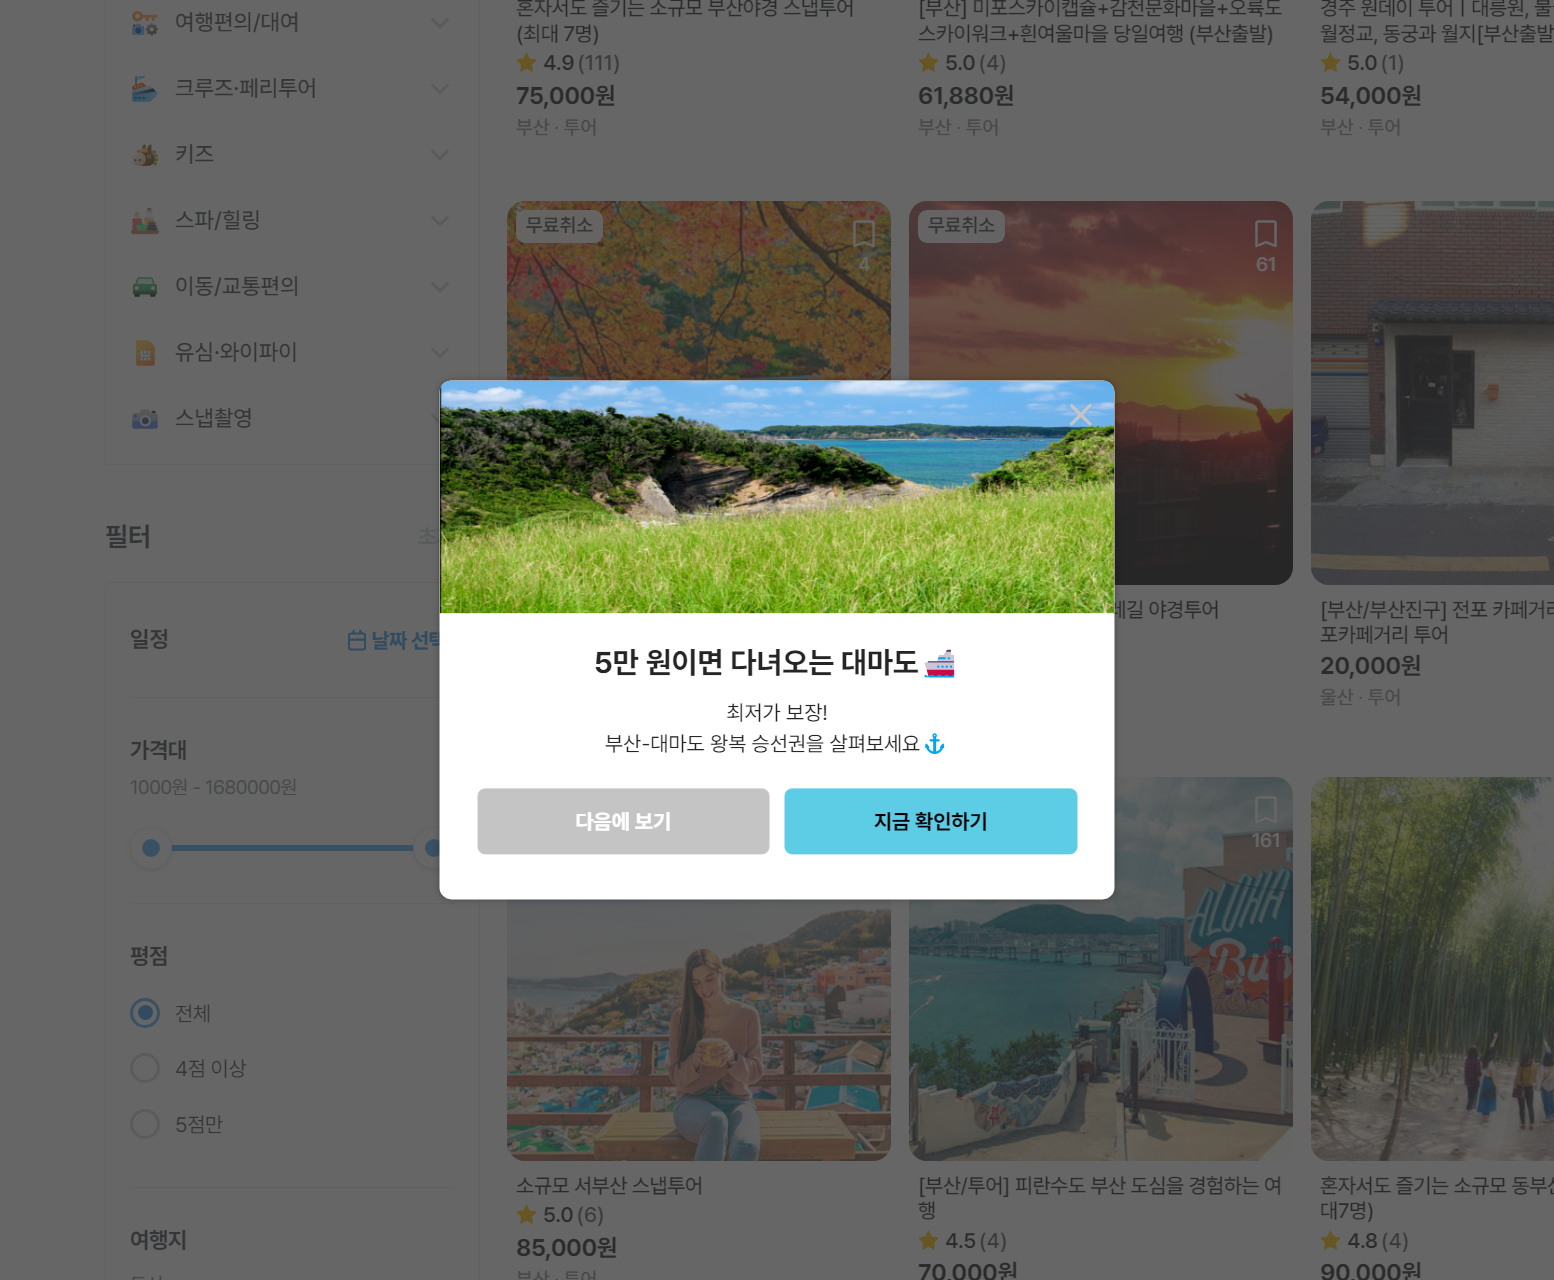 여행편의/대여
크루즈·페리투어
키즈
스파/힐링
이동/교통편의
유심·와이파이
스냅촬영
필터
일정
날짜 선택
가격대
1000원 - 1680000원
평점
전체
4점 이상
5점만
여행지
혼자서도 즐기는 소규모 부산야경 스냅투어
(최대 7명)
4.9 (111)
75,000원
부산 · 투어
[부산] 미포스카이캡슐+감천문화마을+오륙도
스카이워크+흰여울마을 당일여행 (부산출발)
5.0 (4)
61,880원
부산 · 투어
경주 원데이 투어ㅣ대릉원,
월정교, 동궁과 월지[부산출발
5.0 (1)
54,000원
부산 · 투어
무료취소
4
무료취소
61
야경투어
[부산/부산진구] 전포 카페거리
포카페거리 투어
20,000원
울산 · 투어
5만 원이면 다녀오는 대마도
최저가 보장!
부산-대마도 왕복 승선권을 살펴보세요
다음에 보기
지금 확인하기
161
ALOHA
소규모 서부산 스냅투어
5.0 (6)
85,000원
부산 · 투어
[부산/투어] 피란수도 부산 도심을 경험하는 여
행
4.5 (4)
70,000원
혼자서도 즐기는 소규모 동부산
대7명)
4.8 (4)
90,000원